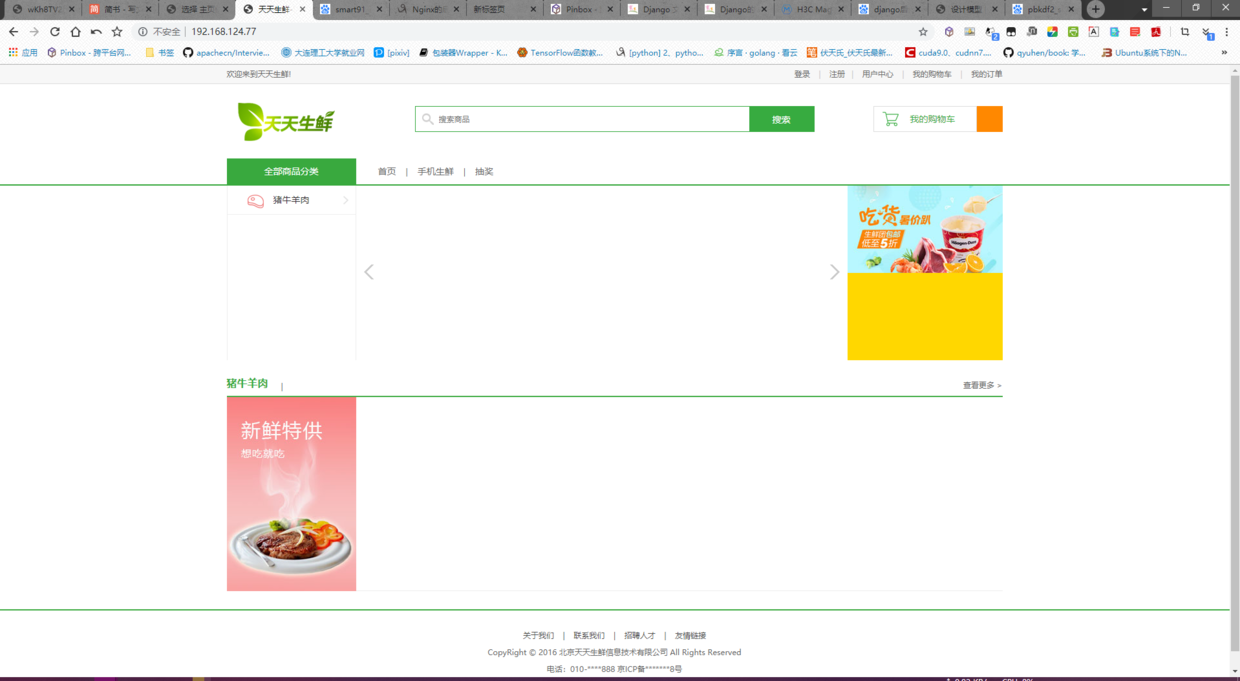 wKh8TV
简书 - 写
选择 主页
天天生鲜
smart91
Nginx的
新标签页
Pinbox -
Django
Django的
H3C Mag
django
设计模型
pbkdf2_
不安全 | 192.168.124.77
应用 Pinbox - 跨平台网... 书签 apachecn/Intervie... 大连理工大学就业网 [pixiv] 包装器Wrapper - K... TensorFlow函数教... [python] 2、pytho... 序言 - golang · 看云 伏天氏_伏天氏最新... cuda9.0、cudnn7.... qyuhen/book: 学... Ubuntu系统下的N... »
欢迎来到天天生鲜!
登录 | 注册 | 用户中心 | 我的购物车 | 我的订单
天天生鲜
搜索商品
搜索
我的购物车
全部商品分类
首页 | 手机生鲜 | 抽奖
猪牛羊肉
吃货暑价趴
生鲜团包邮
低至5折
Häagen-Dazs
猪牛羊肉 |
查看更多 >
新鲜特供
想吃就吃
关于我们 | 联系我们 | 招聘人才 | 友情链接
CopyRight © 2016 北京天天生鲜信息技术有限公司 All Rights Reserved
电话：010-****888 京ICP备*******8号